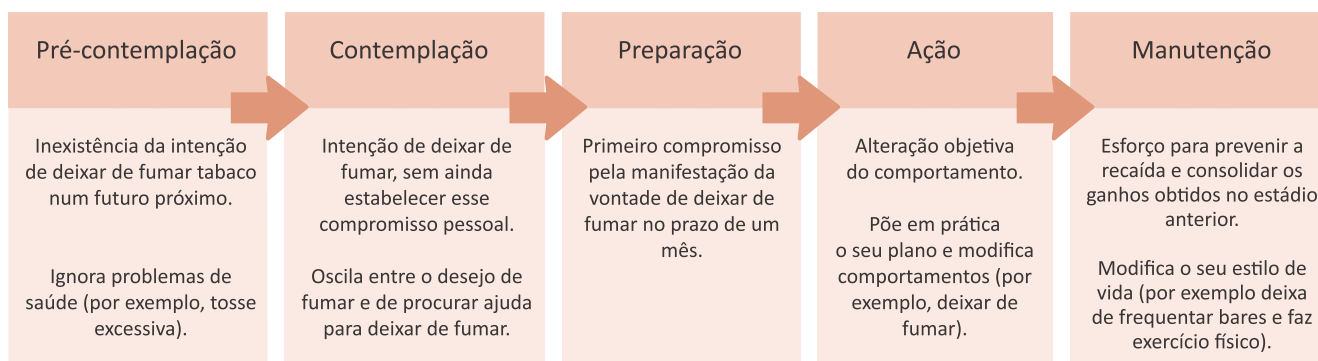 Pré-contemplação
Inexistência da intenção
de deixar de fumar tabaco
num futuro próximo.
Ignora problemas de
saúde (por exemplo, tosse
excessiva).
Contemplação
Intenção de deixar de
fumar, sem ainda
estabelecer esse
compromisso pessoal.
Oscila entre o desejo de
fumar e de procurar ajuda
para deixar de fumar.
Preparação
Primeiro compromisso
pela manifestação da
vontade de deixar de
fumar no prazo de um
mês.
Ação
Alteração objetiva
do comportamento.
Põe em prática
o seu plano e modifica
comportamentos (por
exemplo, deixar de
fumar).
Manutenção
Esforço para prevenir a
recaída e consolidar os
ganhos obtidos no estádio
anterior.
Modifica o seu estilo de
vida (por exemplo deixa
de frequentar bares e faz
exercício físico).